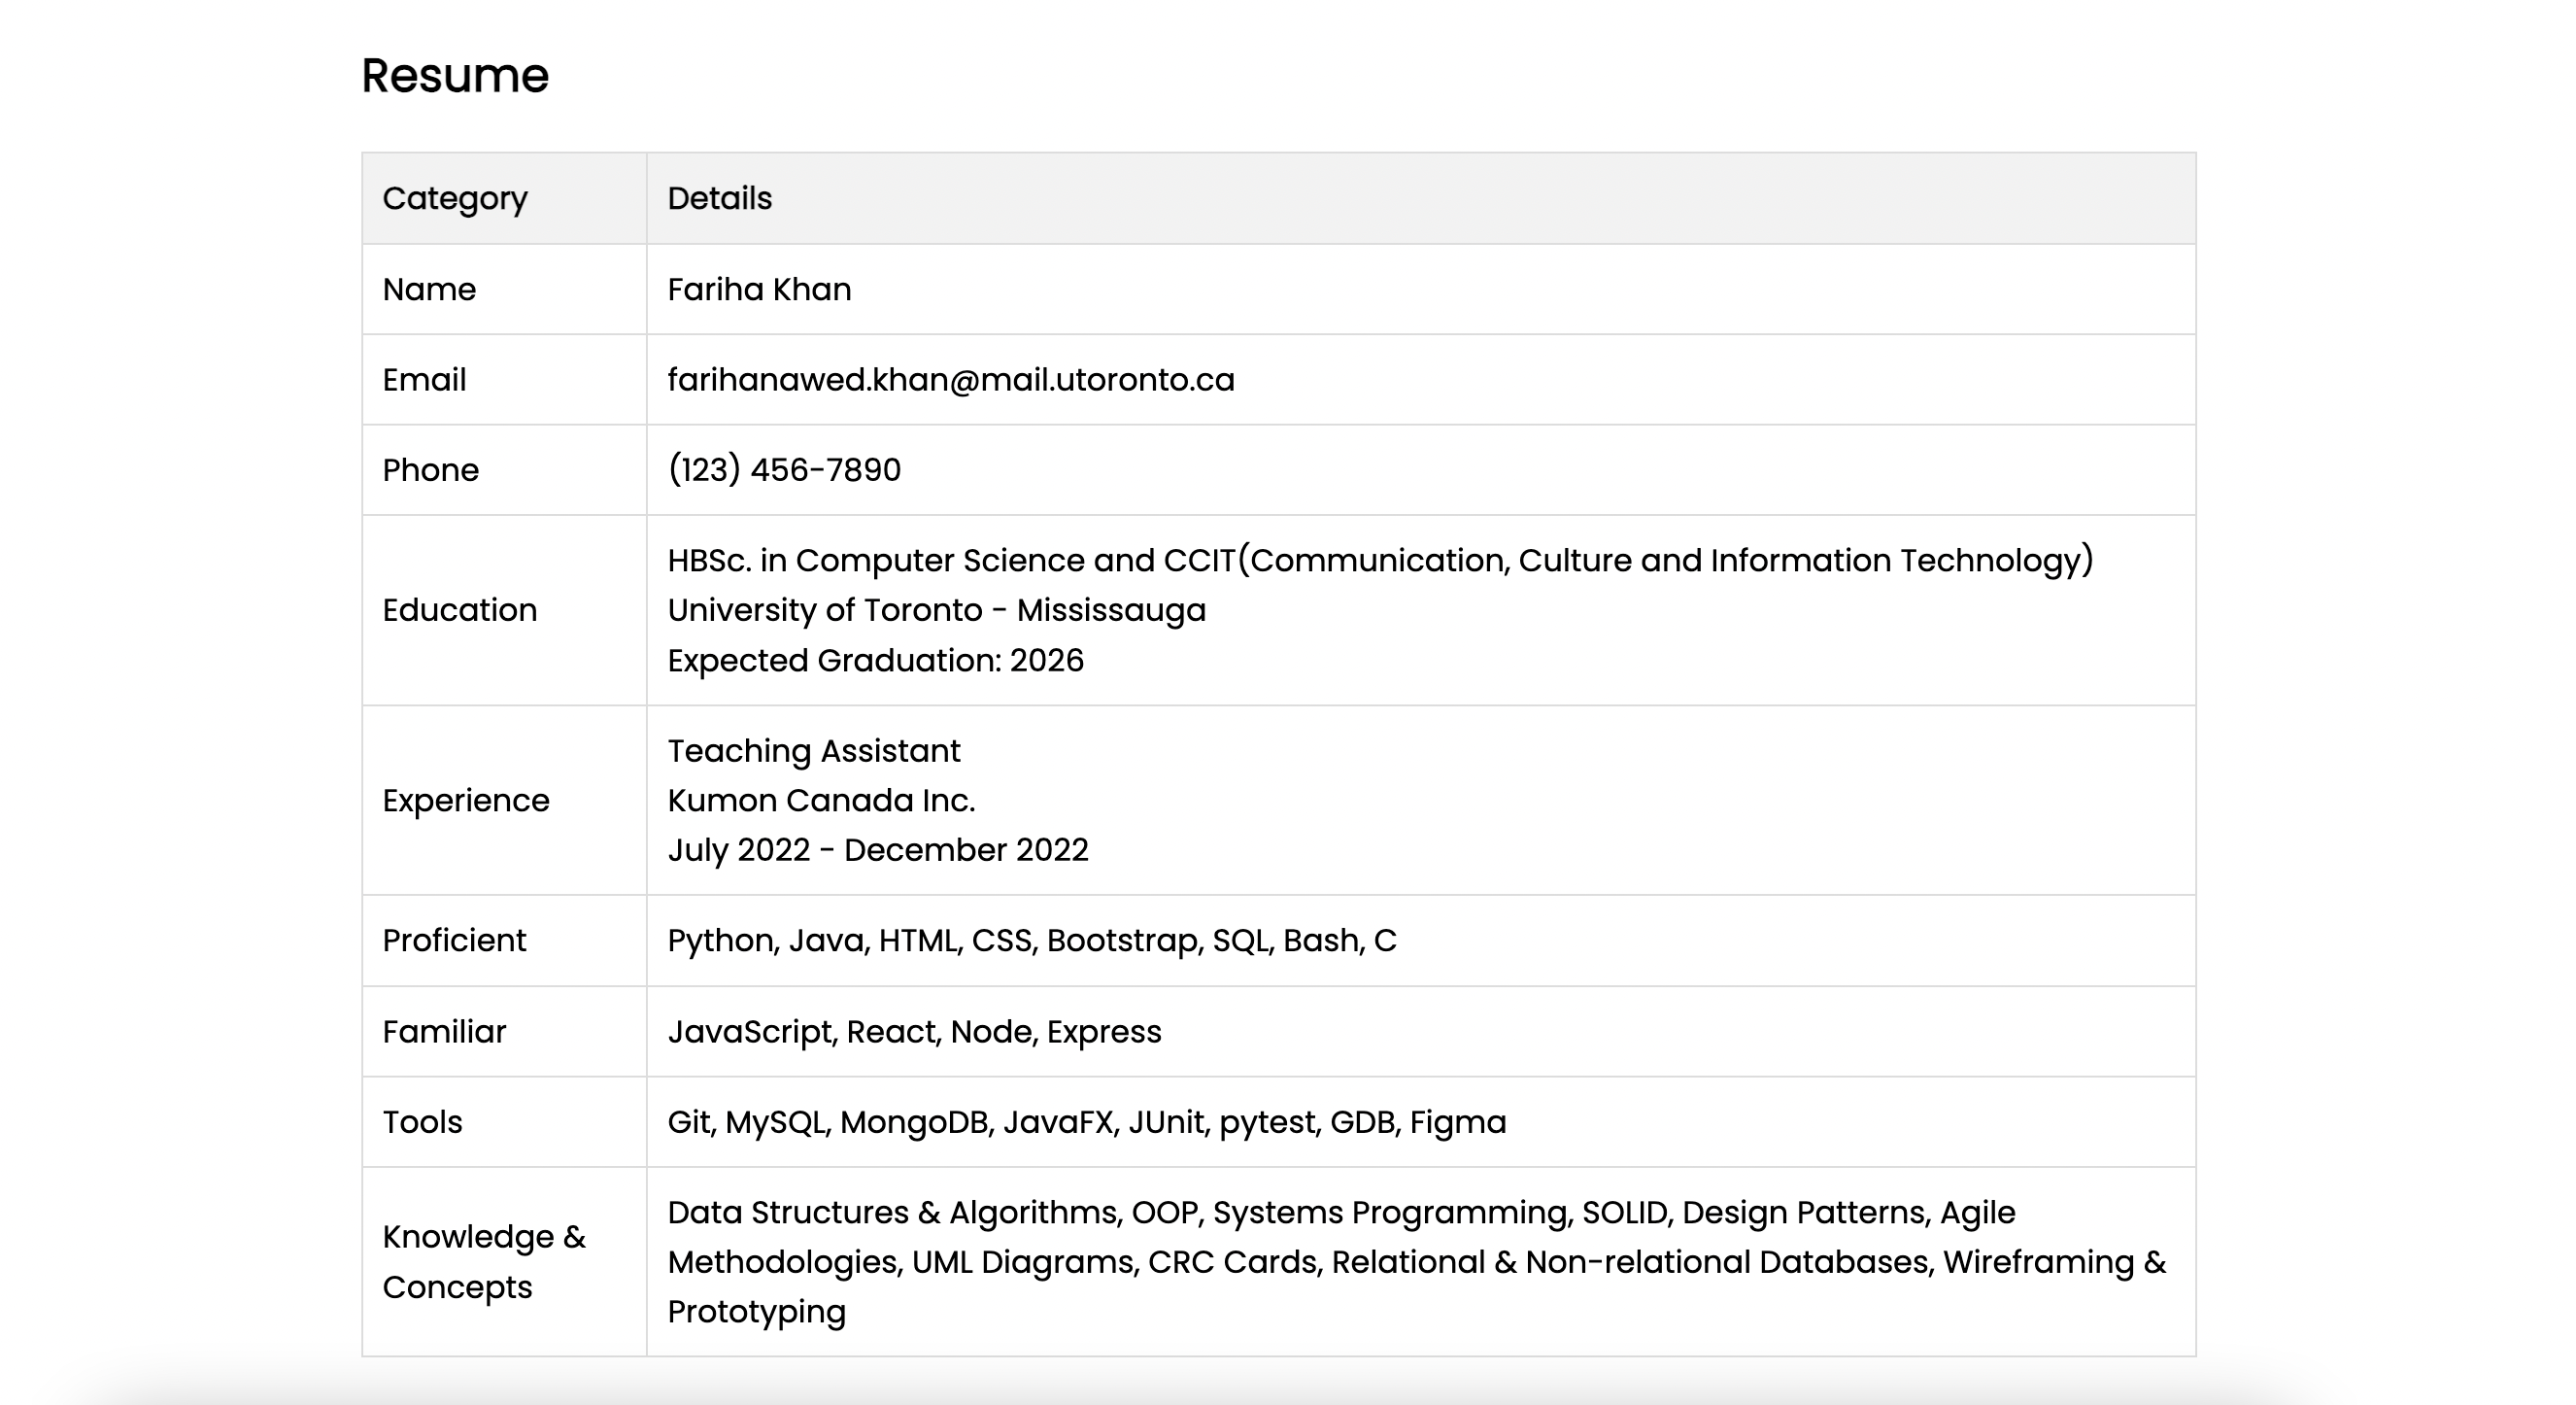 Resume
Category Details
Name Fariha Khan
Email farihanawed.khan@mail.utoronto.ca
Phone (123) 456-7890
Education
HBSc. in Computer Science and CCIT(Communication, Culture and Information Technology)
University of Toronto - Mississauga
Expected Graduation: 2026
Experience
Teaching Assistant
Kumon Canada Inc.
July 2022 - December 2022
Proficient Python, Java, HTML, CSS, Bootstrap, SQL, Bash, C
Familiar JavaScript, React, Node, Express
Tools Git, MySQL, MongoDB, JavaFX, JUnit, pytest, GDB, Figma
Knowledge &
Concepts
Data Structures & Algorithms, OOP, Systems Programming, SOLID, Design Patterns, Agile
Methodologies, UML Diagrams, CRC Cards, Relational & Non-relational Databases, Wireframing &
Prototyping